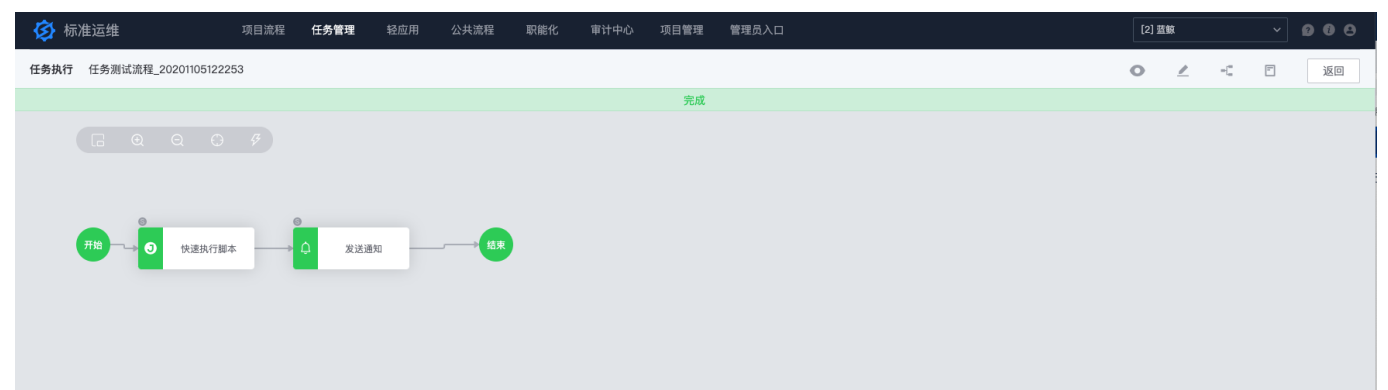 标准运维 项目流程 任务管理 轻应用 公共流程 职能化 审计中心 项目管理 管理员入口 [2] 蓝鲸
任务执行 任务测试流程_20201105122253 返回
完成
开始 快速执行脚本 发送通知 结束